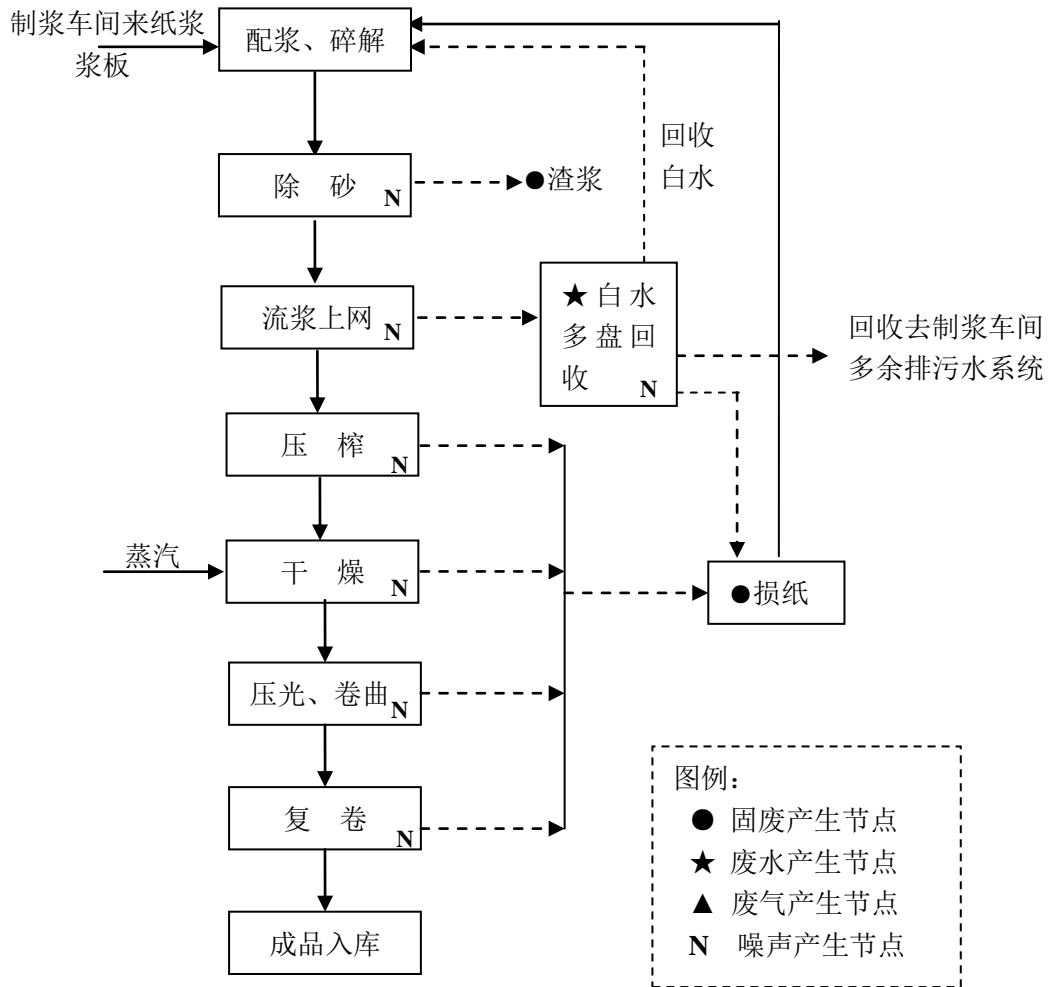 制浆车间来纸浆
浆板
配浆、碎解
回收
白水
除 砂 N
●渣浆
流浆上网 N
★白水
多盘回
收 N
回收去制浆车间
多余排污水系统
压 榨 N
蒸汽
干 燥 N
●损纸
压光、卷曲 N
复 卷 N
成品入库
图例：
● 固废产生节点
★ 废水产生节点
▲ 废气产生节点
N 噪声产生节点